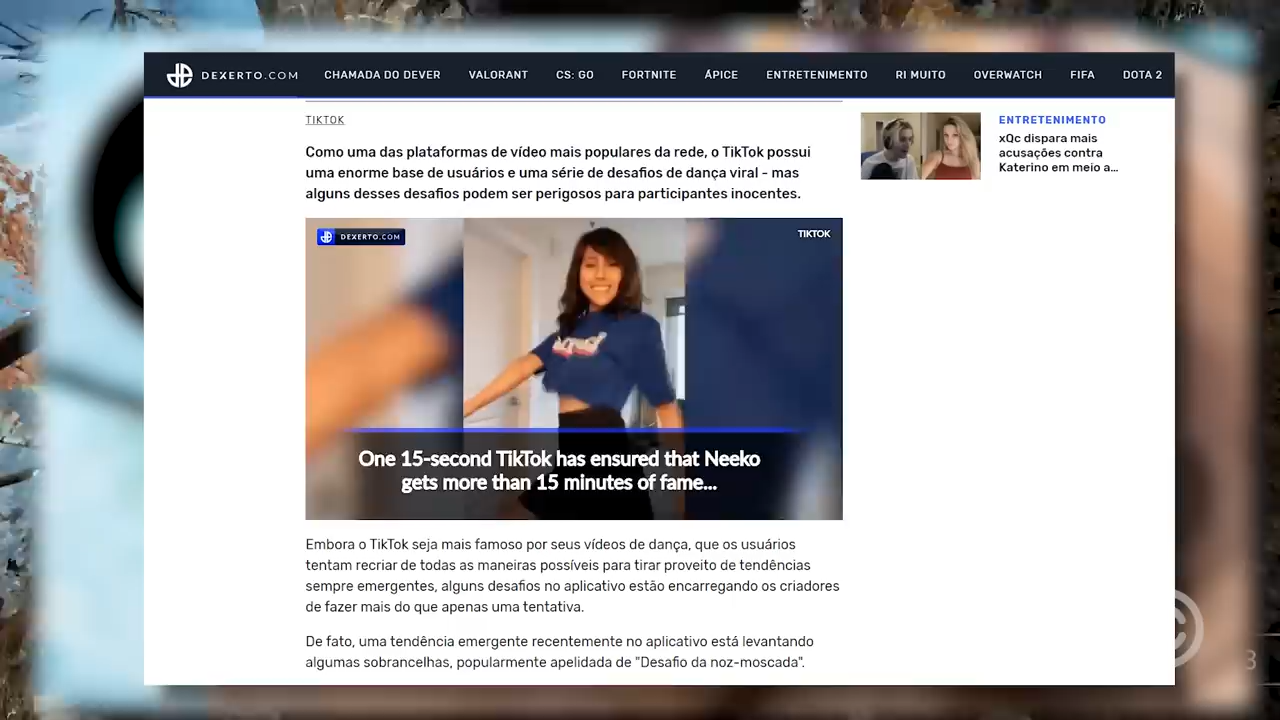 DEXERTO.COM CHAMADA DO DEVER VALORANT CS: GO FORTNITE ÁPICE ENTRETENIMENTO RI MUITO OVERWATCH FIFA DOTA 2
TIKTOK
Como uma das plataformas de vídeo mais populares da rede, o TikTok possui
uma enorme base de usuários e uma série de desafios de dança viral - mas
alguns desses desafios podem ser perigosos para participantes inocentes.
ENTRETENIMENTO
xQc dispara mais
acusações contra
Katerino em meio a...
DEXERTO.COM
TIKTOK
One 15-second TikTok has ensured that Neeko
gets more than 15 minutes of fame...
Embora o TikTok seja mais famoso por seus vídeos de dança, que os usuários
tentam recriar de todas as maneiras possíveis para tirar proveito de tendências
sempre emergentes, alguns desafios no aplicativo estão encarregando os criadores
de fazer mais do que apenas uma tentativa.
De fato, uma tendência emergente recentemente no aplicativo está levantando
algumas sobrancelhas, popularmente apelidada de "Desafio da noz-moscada".